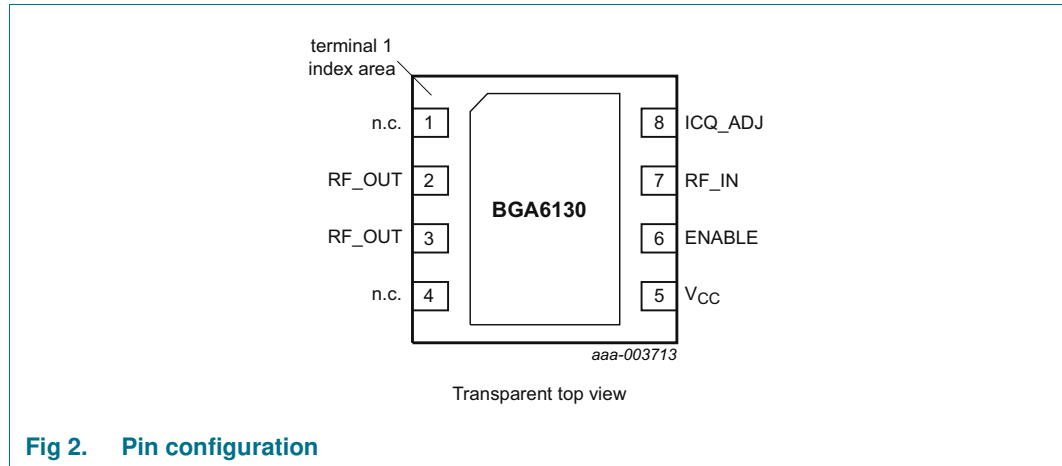 terminal 1
index area
n.c. 1
8 ICQ_ADJ
RF_OUT 2
7 RF_IN
BGA6130
RF_OUT 3
6 ENABLE
n.c. 4
5 VCC
aaa-003713
Transparent top view
Fig 2. Pin configuration